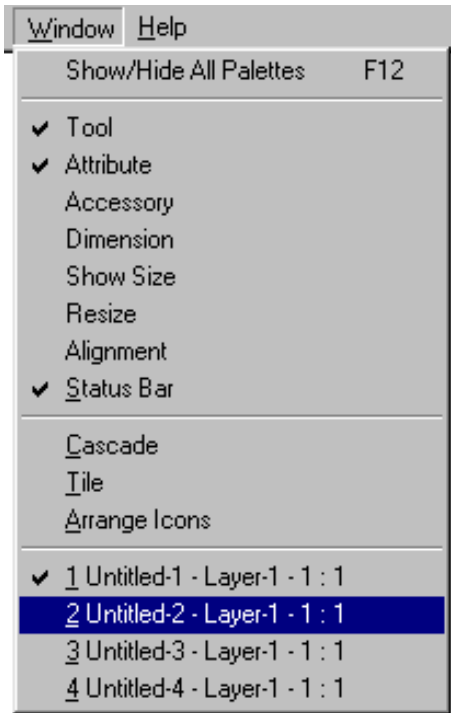 Window Help
Show/Hide All Palettes F12
Tool
Attribute
Accessory
Dimension
Show Size
Resize
Alignment
Status Bar
Cascade
Tile
Arrange Icons
1 Untitled-1 - Layer-1 - 1 : 1
2 Untitled-2 - Layer-1 - 1 : 1
3 Untitled-3 - Layer-1 - 1 : 1
4 Untitled-4 - Layer-1 - 1 : 1